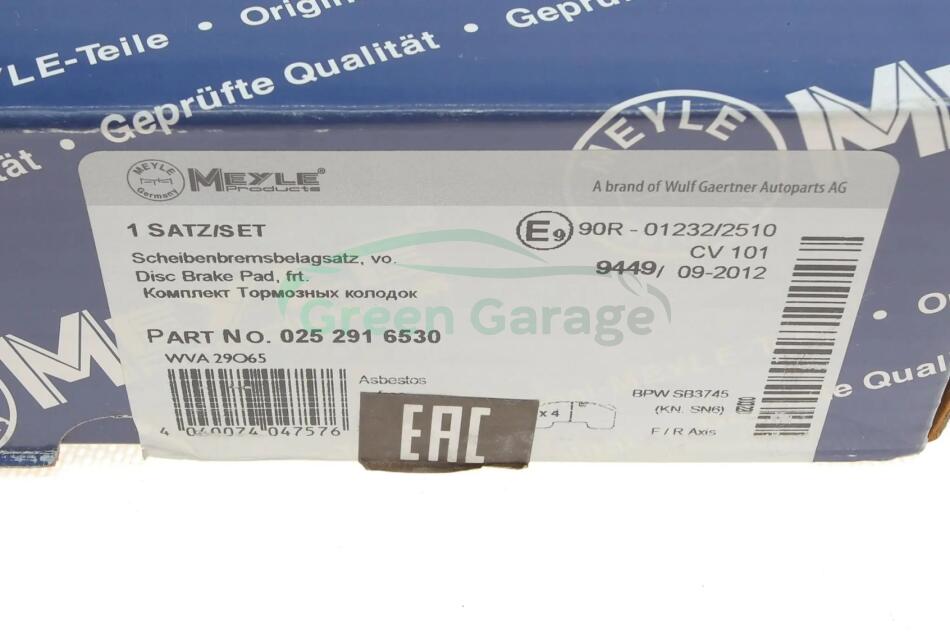 YLE-Teile • Origin
• Geprüfte Qualität • Geprüfte Q
tät
MEYLE
MEYLE
Germany
MEYLE®
Products
A brand of Wulf Gaertner Autoparts AG
1 SATZ/SET
E9 90R - 01232/2510
CV 101
9449/ 09-2012
Scheibenbremsbelagsatz, vo.
Disc Brake Pad, frt.
Комплект Тормозных колодок
Green Garage
PART NO. 025 291 6530
WVA 29065
Asbestos
4 040074 047576
EAC
x 4
BPW SB3745
(KN. SN6)
F / R Axis
e Qual